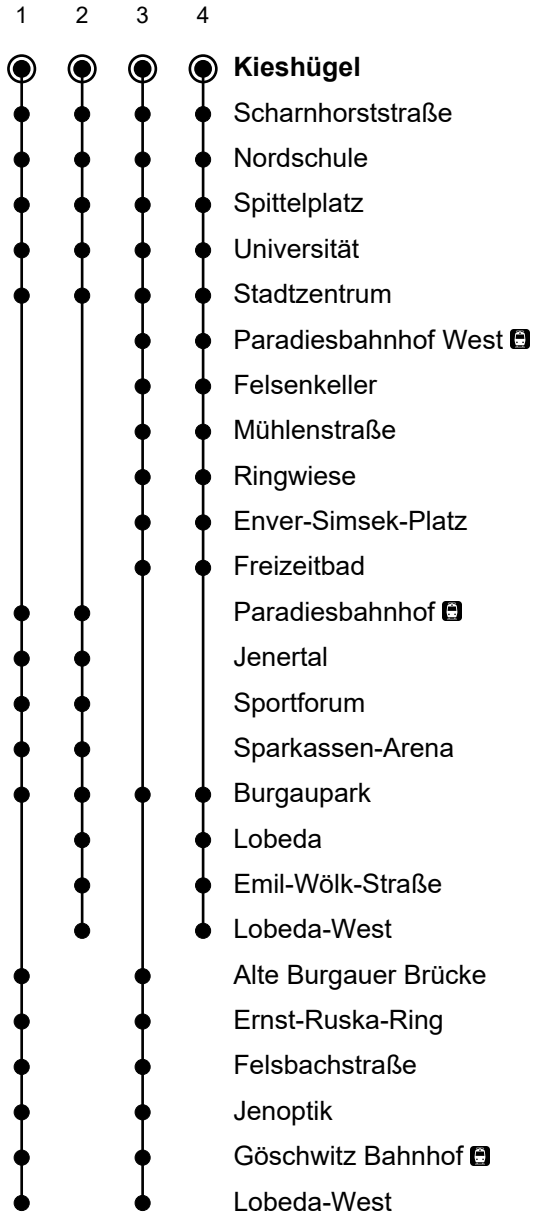 1 2 3 4
Kieshügel
Scharnhorststraße
Nordschule
Spittelplatz
Universität
Stadtzentrum
Paradiesbahnhof West
Felsenkeller
Mühlenstraße
Ringwiese
Enver-Simsek-Platz
Freizeitbad
Paradiesbahnhof
Jenertal
Sportforum
Sparkassen-Arena
Burgaupark
Lobeda
Emil-Wölk-Straße
Lobeda-West
Alte Burgauer Brücke
Ernst-Ruska-Ring
Felsbachstraße
Jenoptik
Göschwitz Bahnhof
Lobeda-West